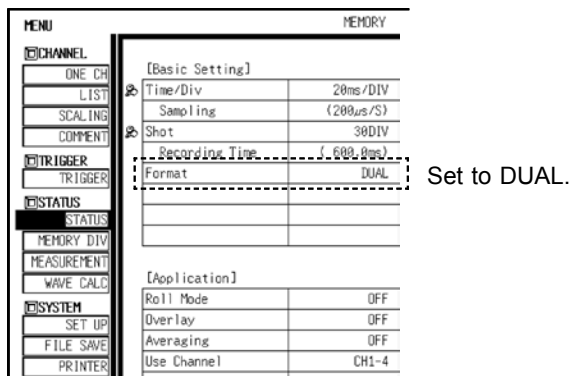 MENU
MEMORY
CHANNEL
ONE CH
LIST
SCALING
COMMENT
TRIGGER
TRIGGER
STATUS
STATUS
MEMORY DIV
MEASUREMENT
WAVE CALC
SYSTEM
SET UP
FILE SAVE
PRINTER
[Basic Setting]
Time/Div 20ms/DIV
Sampling (200µs/S)
Shot 30DIV
Recording Time ( 600.0ms)
Format DUAL
Set to DUAL.
[Application]
Roll Mode OFF
Overlay OFF
Averaging OFF
Use Channel CH1-4